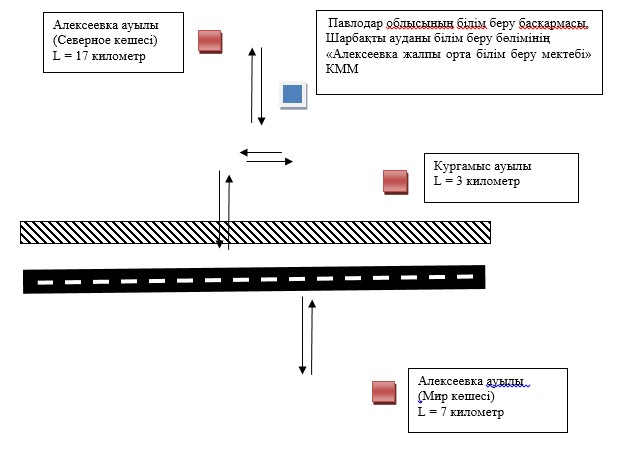 Алексеевка ауылы
(Северное көшесі)
L = 17 километр
Павлодар облысының білім беру басқармасы,
Шарбақты ауданы білім беру бөлімінің
«Алексеевка жалпы орта білім беру мектебі»
КММ
Кургамыс ауылы
L = 3 километр
Алексеевка ауылы
(Мир көшесі)
L = 7 километр